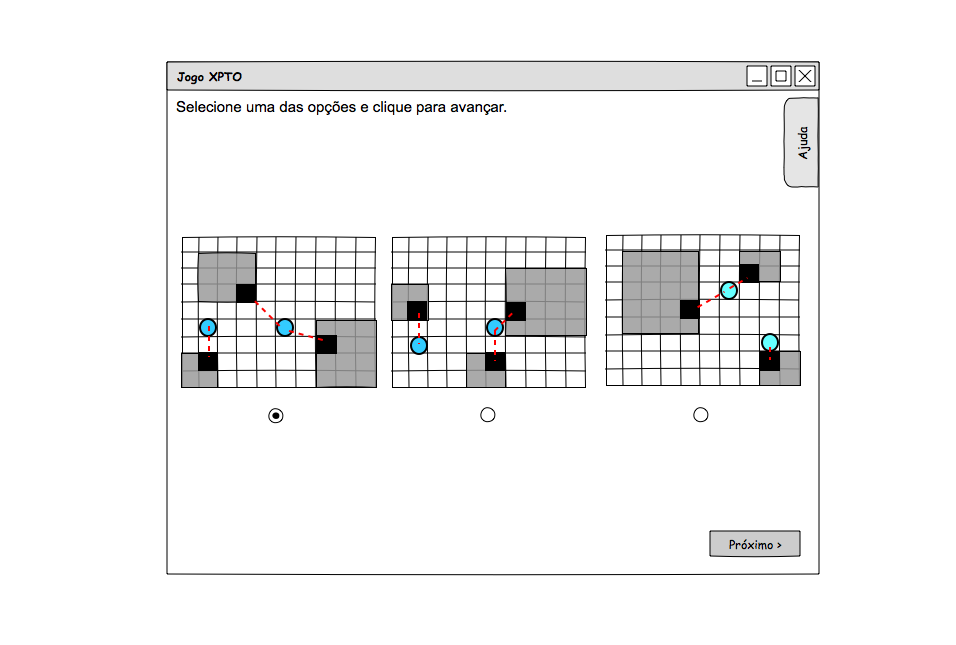 Jogo XPTO
Selecione uma das opções e clique para avançar.
Ajuda
Próximo >